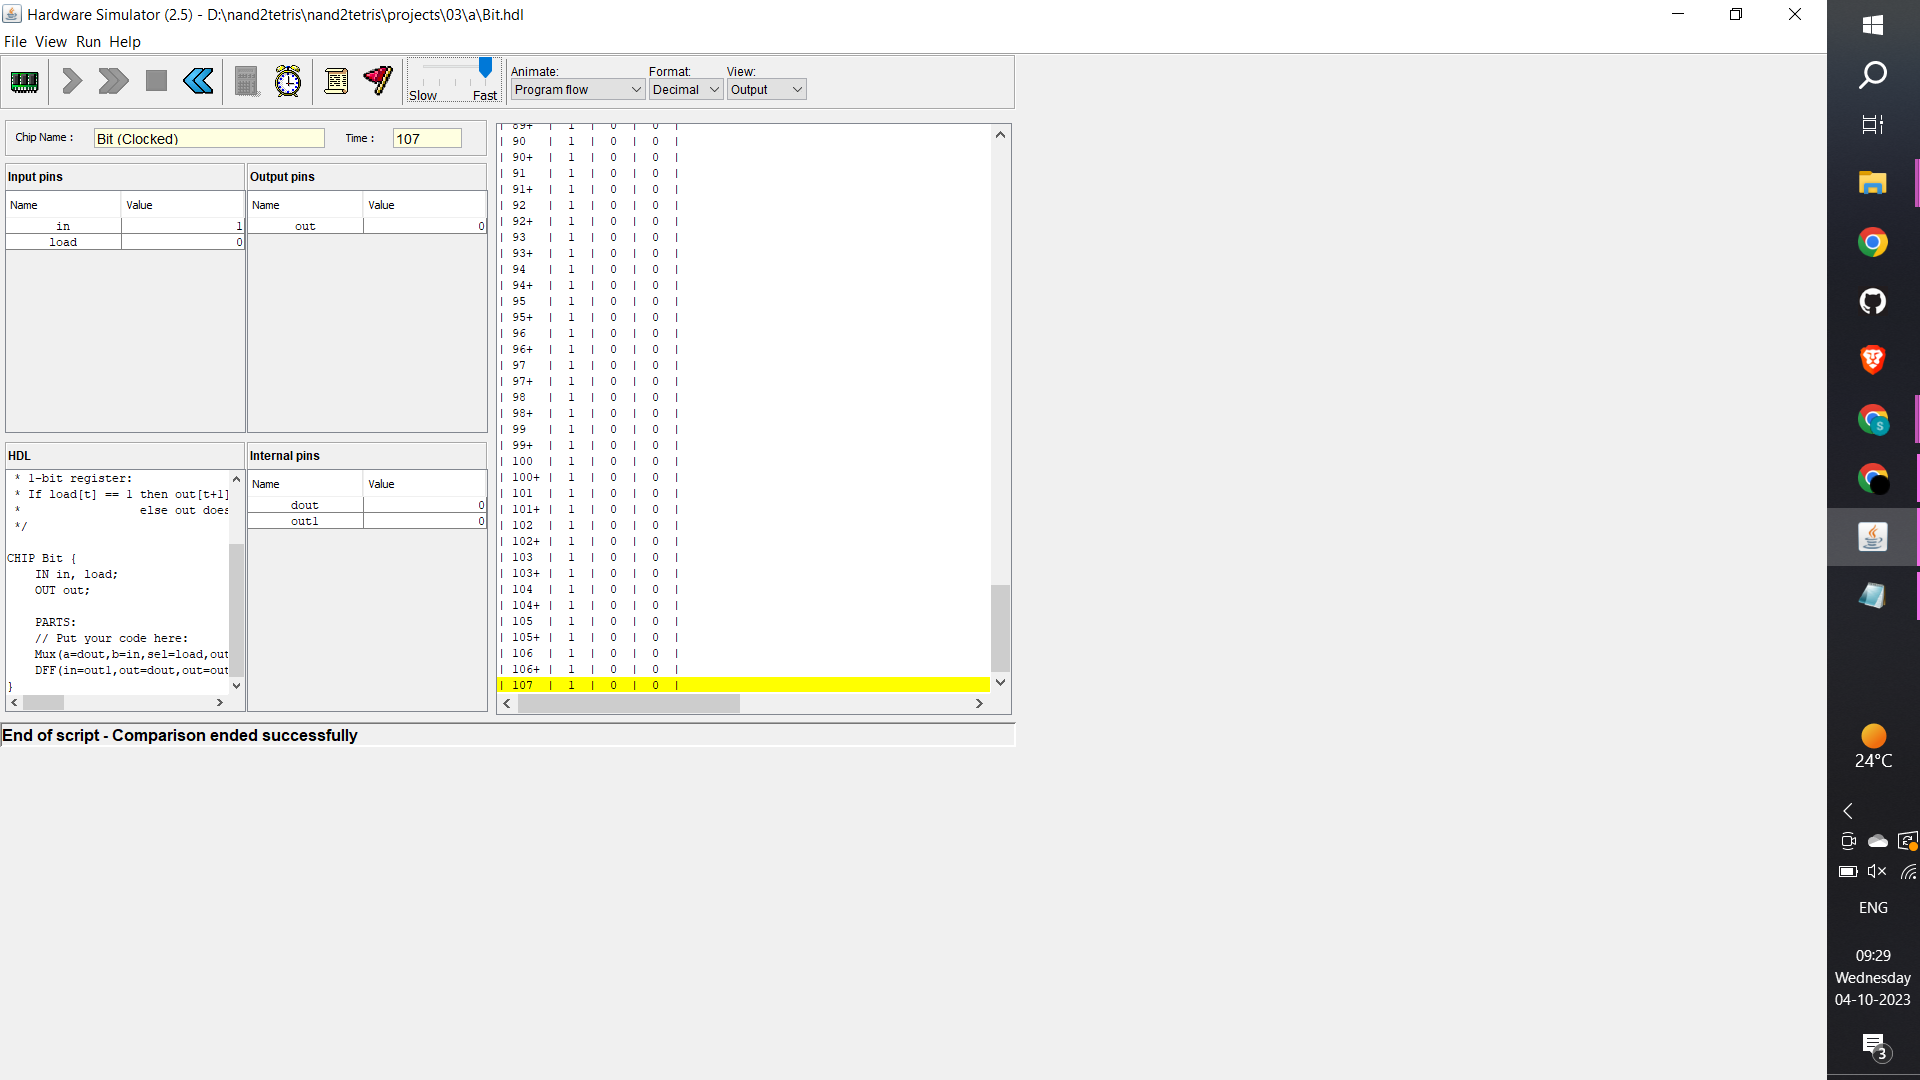 Hardware Simulator (2.5) - D:\nand2tetris\nand2tetris\projects\03\a\Bit.hdl
File View Run Help
Slow Fast
Animate: Format: View:
Program flow Decimal Output
Chip Name : Bit (Clocked) Time : 107
Input pins
Name Value
in 1
load 0
Output pins
Name Value
out 0
HDL
* 1-bit register:
* If load[t] == 1 then out[t+1]
* else out does
*/
CHIP Bit {
IN in, load;
OUT out;
PARTS:
// Put your code here:
Mux(a=dout,b=in,sel=load,out
DFF(in=out1,out=dout,out=out
}
Internal pins
Name Value
dout 0
out1 0
| 89+ | 1 | 0 | 0 |
| 90 | 1 | 0 | 0 |
| 90+ | 1 | 0 | 0 |
| 91 | 1 | 0 | 0 |
| 91+ | 1 | 0 | 0 |
| 92 | 1 | 0 | 0 |
| 92+ | 1 | 0 | 0 |
| 93 | 1 | 0 | 0 |
| 93+ | 1 | 0 | 0 |
| 94 | 1 | 0 | 0 |
| 94+ | 1 | 0 | 0 |
| 95 | 1 | 0 | 0 |
| 95+ | 1 | 0 | 0 |
| 96 | 1 | 0 | 0 |
| 96+ | 1 | 0 | 0 |
| 97 | 1 | 0 | 0 |
| 97+ | 1 | 0 | 0 |
| 98 | 1 | 0 | 0 |
| 98+ | 1 | 0 | 0 |
| 99 | 1 | 0 | 0 |
| 99+ | 1 | 0 | 0 |
| 100 | 1 | 0 | 0 |
| 100+ | 1 | 0 | 0 |
| 101 | 1 | 0 | 0 |
| 101+ | 1 | 0 | 0 |
| 102 | 1 | 0 | 0 |
| 102+ | 1 | 0 | 0 |
| 103 | 1 | 0 | 0 |
| 103+ | 1 | 0 | 0 |
| 104 | 1 | 0 | 0 |
| 104+ | 1 | 0 | 0 |
| 105 | 1 | 0 | 0 |
| 105+ | 1 | 0 | 0 |
| 106 | 1 | 0 | 0 |
| 106+ | 1 | 0 | 0 |
| 107 | 1 | 0 | 0 |
End of script - Comparison ended successfully
S
24°C
ENG
09:29
Wednesday
04-10-2023
3